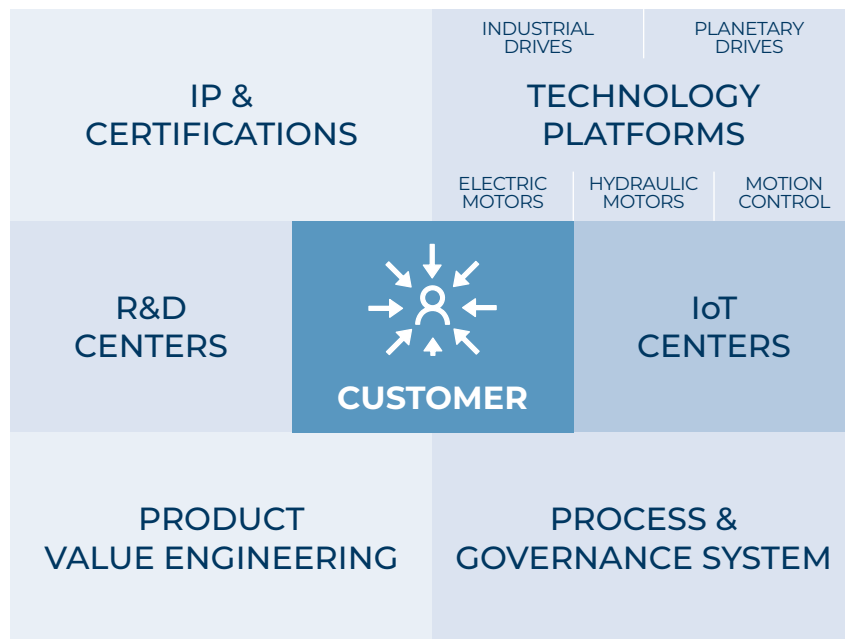 INDUSTRIAL
DRIVES
PLANETARY
DRIVES
IP &
CERTIFICATIONS
TECHNOLOGY
PLATFORMS
ELECTRIC
MOTORS
HYDRAULIC
MOTORS
MOTION
CONTROL
R&D
CENTERS
CUSTOMER
IoT
CENTERS
PRODUCT
VALUE ENGINEERING
PROCESS &
GOVERNANCE SYSTEM